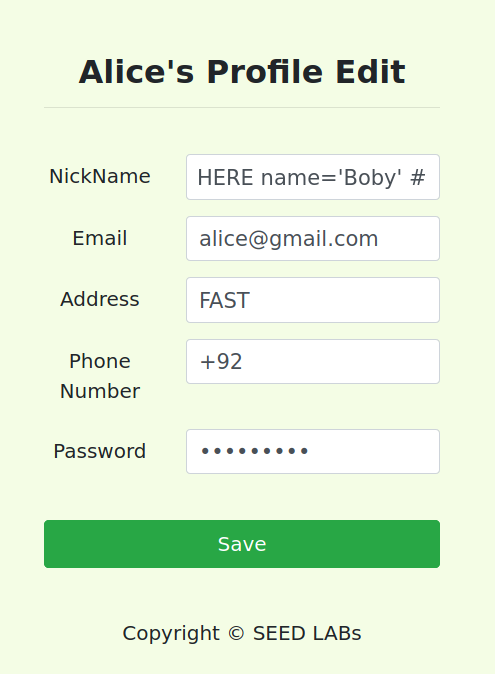 Alice's Profile Edit
NickName
HERE name='Boby' #
Email
alice@gmail.com
Address
FAST
Phone
Number
+92
Password
•••••••••
Save
Copyright © SEED LABs